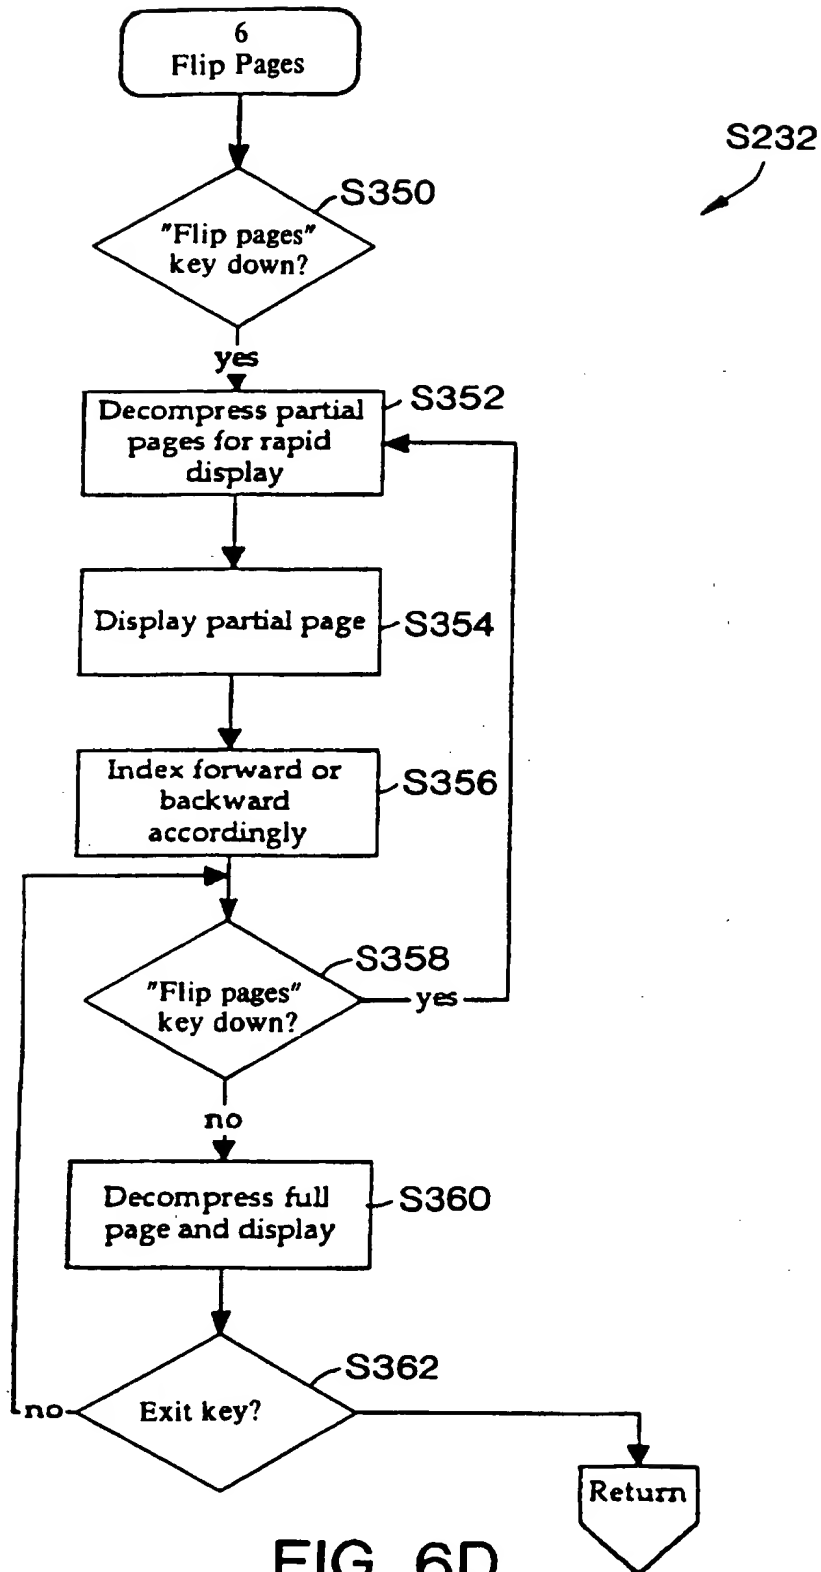 6
Flip Pages
S232
S350
"Flip pages"
key down?
yes
S352
Decompress partial
pages for rapid
display
Display partial page
S354
Index forward or
backward
accordingly
S356
S358
"Flip pages"
key down?
yes
no
Decompress full
page and display
S360
S362
Exit key?
no
Return
FIG. 6D